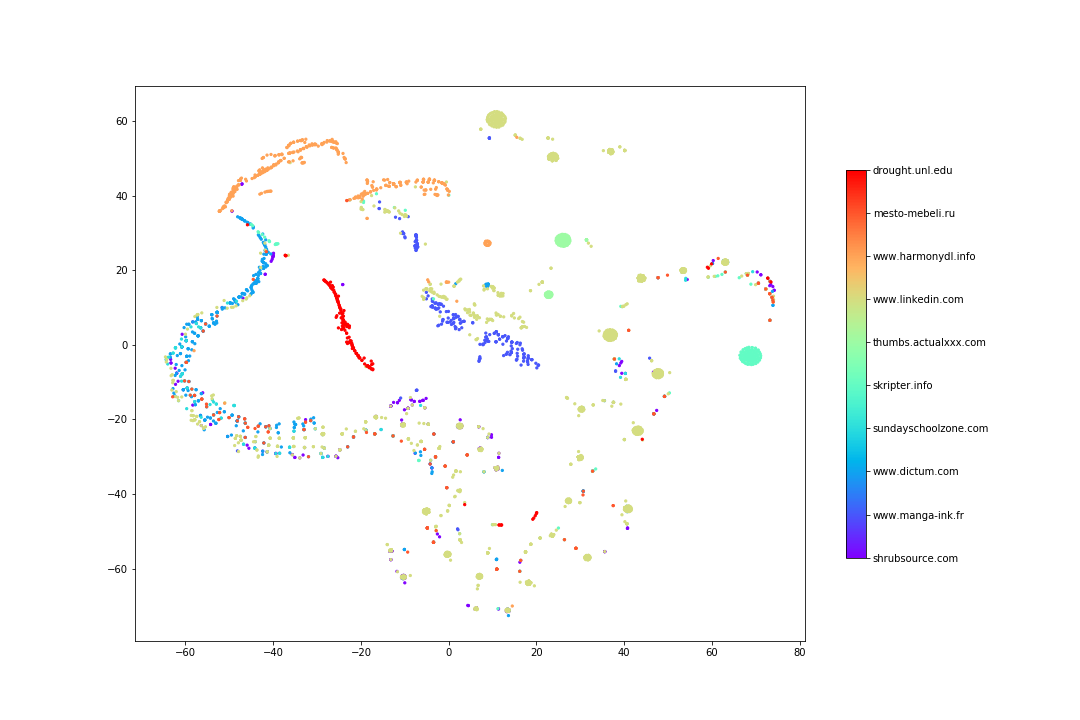 60
40
20
0
−20
−40
−60
−60 −40 −20 0 20 40 60 80
drought.unl.edu
mesto-mebeli.ru
www.harmonydl.info
www.linkedin.com
thumbs.actualxxx.com
skripter.info
sundayschoolzone.com
www.dictum.com
www.manga-ink.fr
shrubsource.com